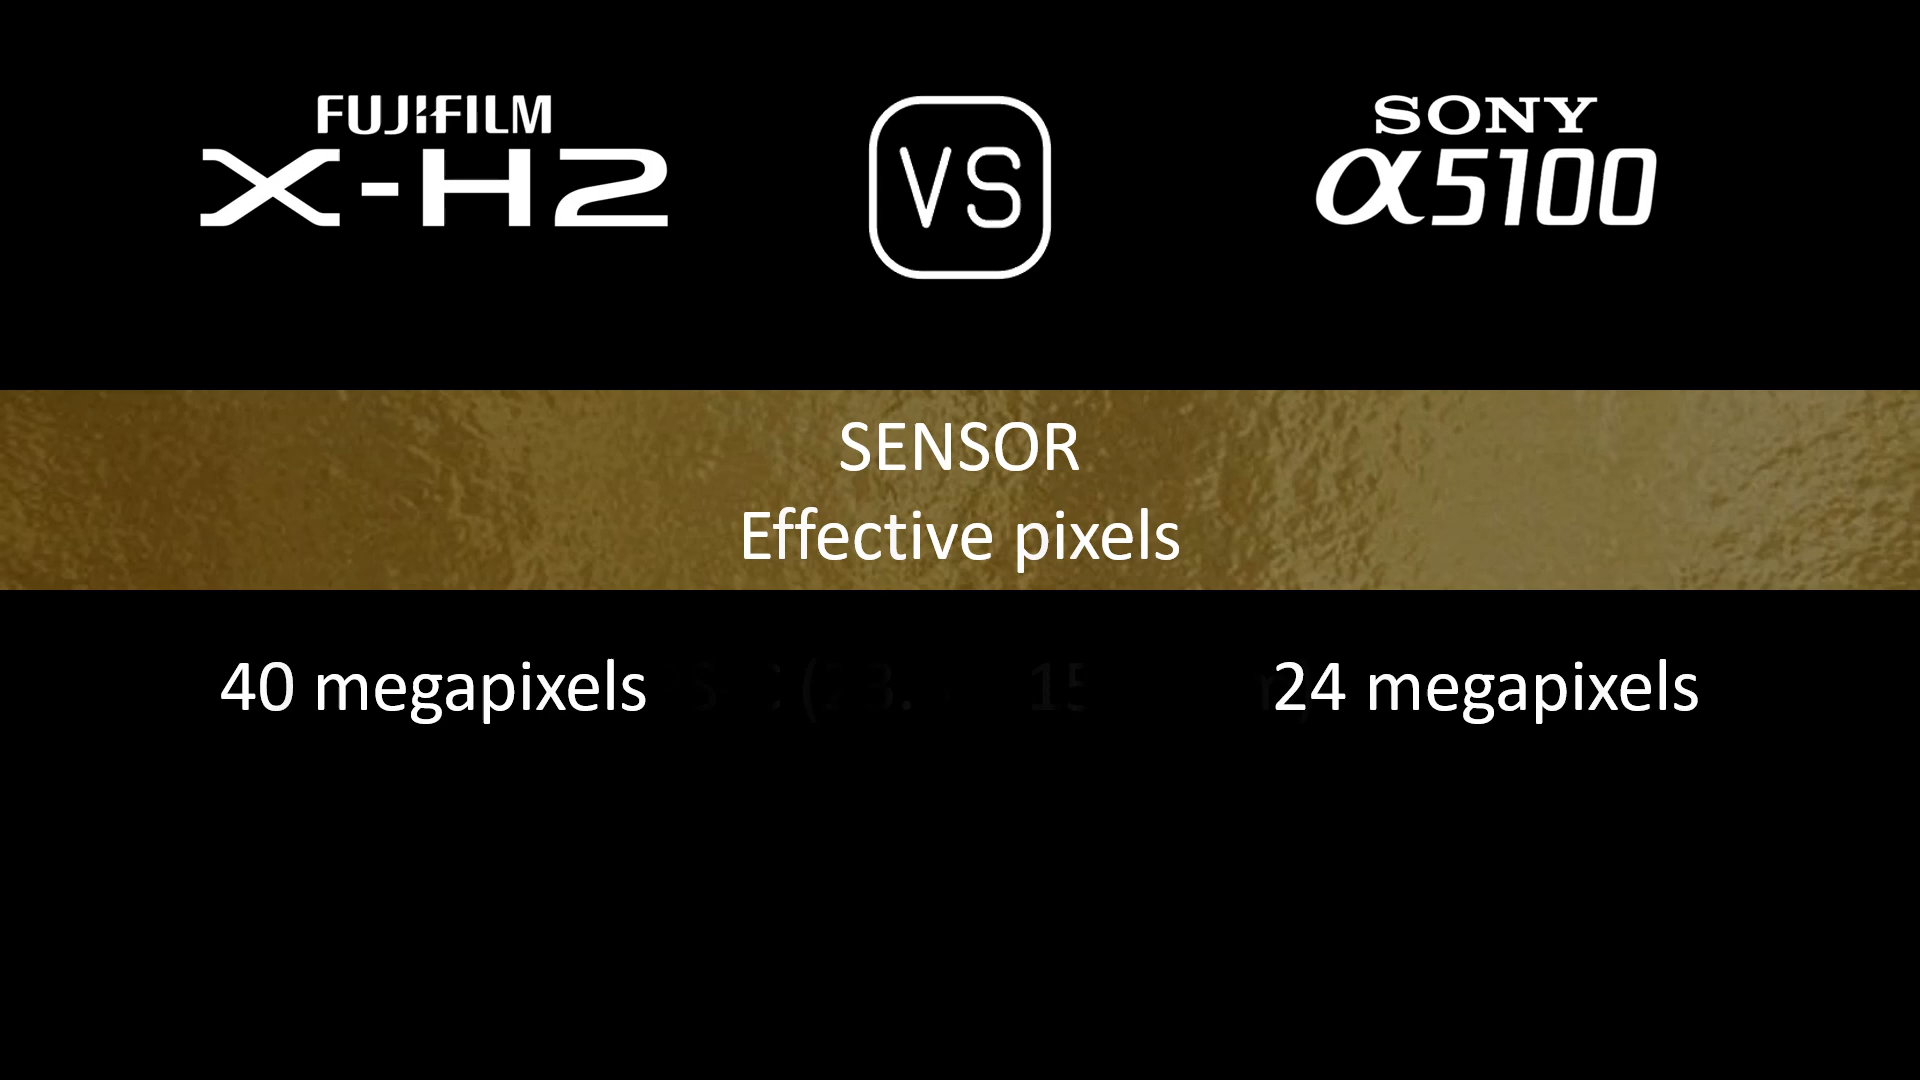 FUJIFILM
X-H2
VS
SONY
α5100
SENSOR
Effective pixels
40 megapixels
24 megapixels